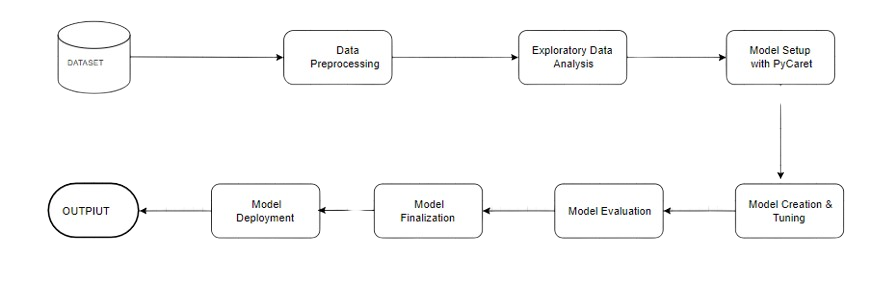 DATASET
Data
Preprocessing
Exploratory Data
Analysis
Model Setup
with PyCaret
OUTPIUT
Model
Deployment
Model
Finalization
Model Evaluation
Model Creation &
Tuning